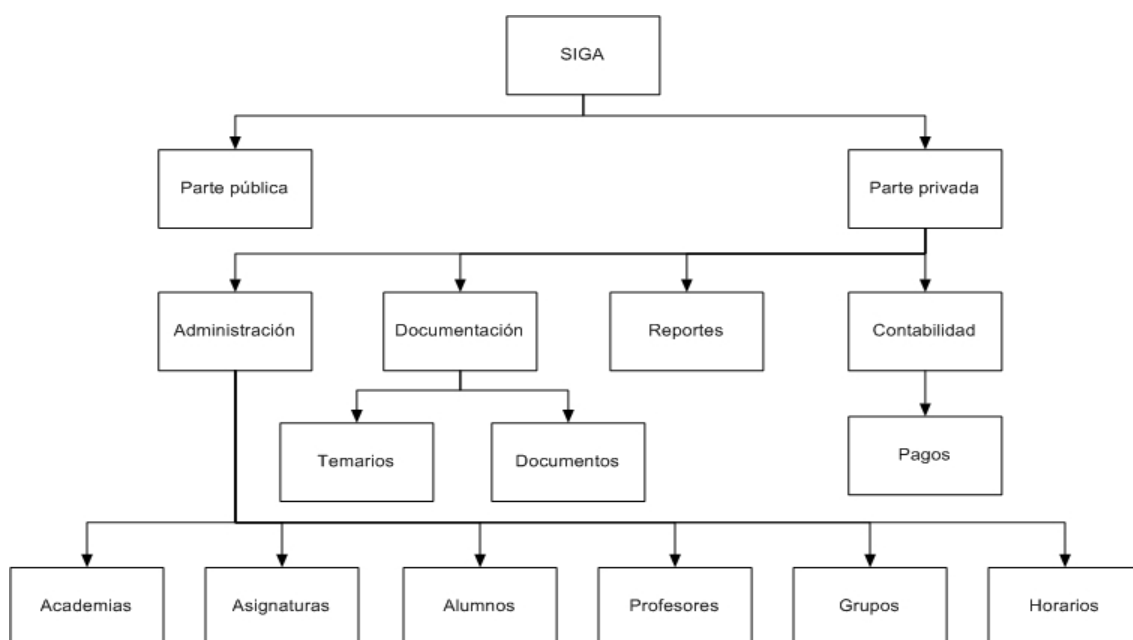 SIGA
Parte pública
Parte privada
Administración
Documentación
Reportes
Contabilidad
Temarios
Documentos
Pagos
Academias
Asignaturas
Alumnos
Profesores
Grupos
Horarios